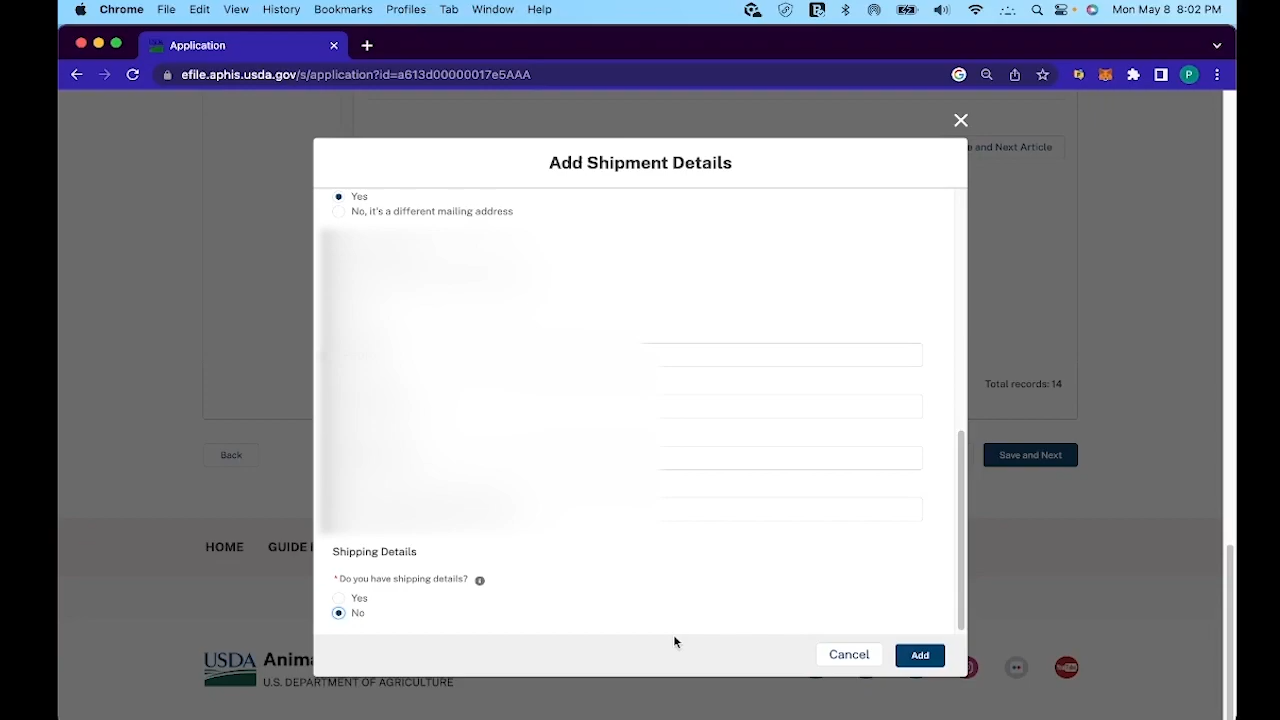 Chrome File Edit View History Bookmarks Profiles Tab Window Help Mon May 8 8:02 PM
Application
efile.aphis.usda.gov/s/application?id=a613d00000017e5AAA
e and Next Article
Add Shipment Details
Yes
No, it's a different mailing address
Total records: 14
Back
Save and Next
HOME GUIDE
Shipping Details
* Do you have shipping details?
Yes
No
Cancel Add
USDA Anima
U.S. DEPARTMENT OF AGRICULTURE